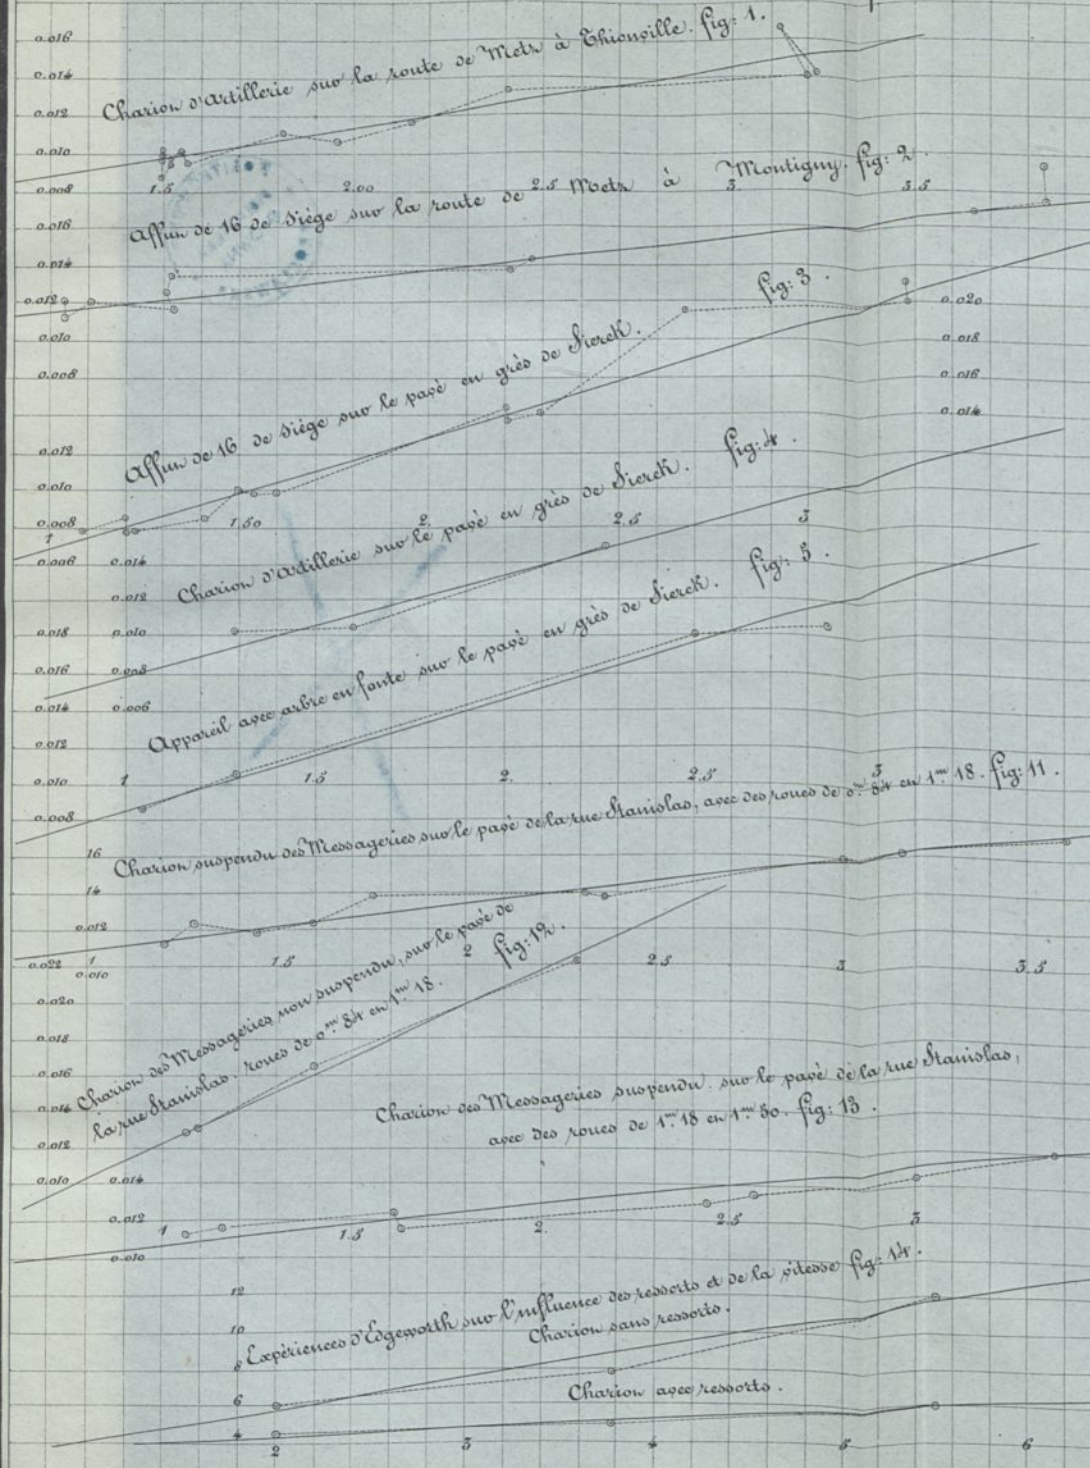 0.016
Chariot d'artillerie sur la route de Metz à Thionville. fig: 1.
0.014
0.012
0.010
0.008
1.5 2.00 2.5 3. 3.5
Affut de 16 de Siège sur la route de Metz à Montigny. fig: 2.
0.016
0.014
0.012
0.010
0.008
fig: 3.
0.020
0.018
0.016
0.014
Affut de 16 de Siège sur le pavé en grès de Sierck.
0.012
0.010
0.008
0.006
1 1.50 2. 2.5 3
Chariot d'artillerie sur le pavé en grès de Sierck. fig: 4.
0.014
0.012
0.010
0.008
0.006
Appareil avec arbre en fonte sur le pavé en grès de Sierck. fig: 5.
0.018
0.016
0.014
0.012
0.010
0.008
1 1.5 2. 2.5 3
Chariot suspendu des Messageries sur le pavé de la rue Stanislas, avec des roues de 0.m 84 en 1.m 18. fig: 11.
16
14
0.012
0.010
1 1.5 2 2.5 3 3.5
Chariot des Messageries non suspendu, sur le pavé de
la rue Stanislas. roues de 0.m 84 en 1.m 18. fig: 12.
0.022
0.020
0.018
0.016
0.014
0.012
0.010
Chariot des Messageries suspendu. sur le pavé de la rue Stanislas,
avec des roues de 1.m 18 en 1.m 50. fig: 13.
0.014
0.012
0.010
1 1.5 2. 2.5 3
Expériences d'Edgeworth sur l'influence des ressorts et de la vitesse fig: 14.
Chariot sans ressorts.
12
10
8
6
4
Chariot avec ressorts.
2 3 4 5 6